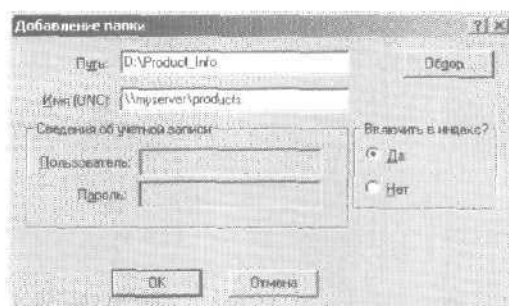 Добавление папки
Путь: D:\Product_Info
Обзор...
Имя (UNC): \\myserver\products
Сведения об учетной записи
Включить в индекс?
Пользователь:
Да
Пароль:
Нет
OK
Отмена